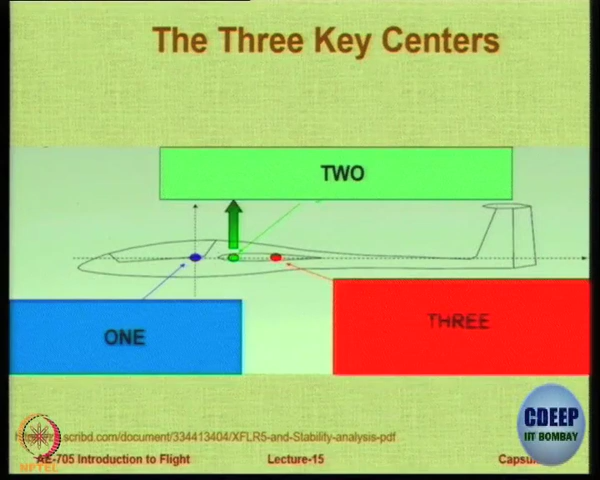 The Three Key Centers
TWO
ONE
THREE
.scribd.com/document/334413404/XFLR5-and-Stability-analysis-pdf
CDEEP
IIT BOMBAY
AE-705 Introduction to Flight
Lecture-15
NPTEL